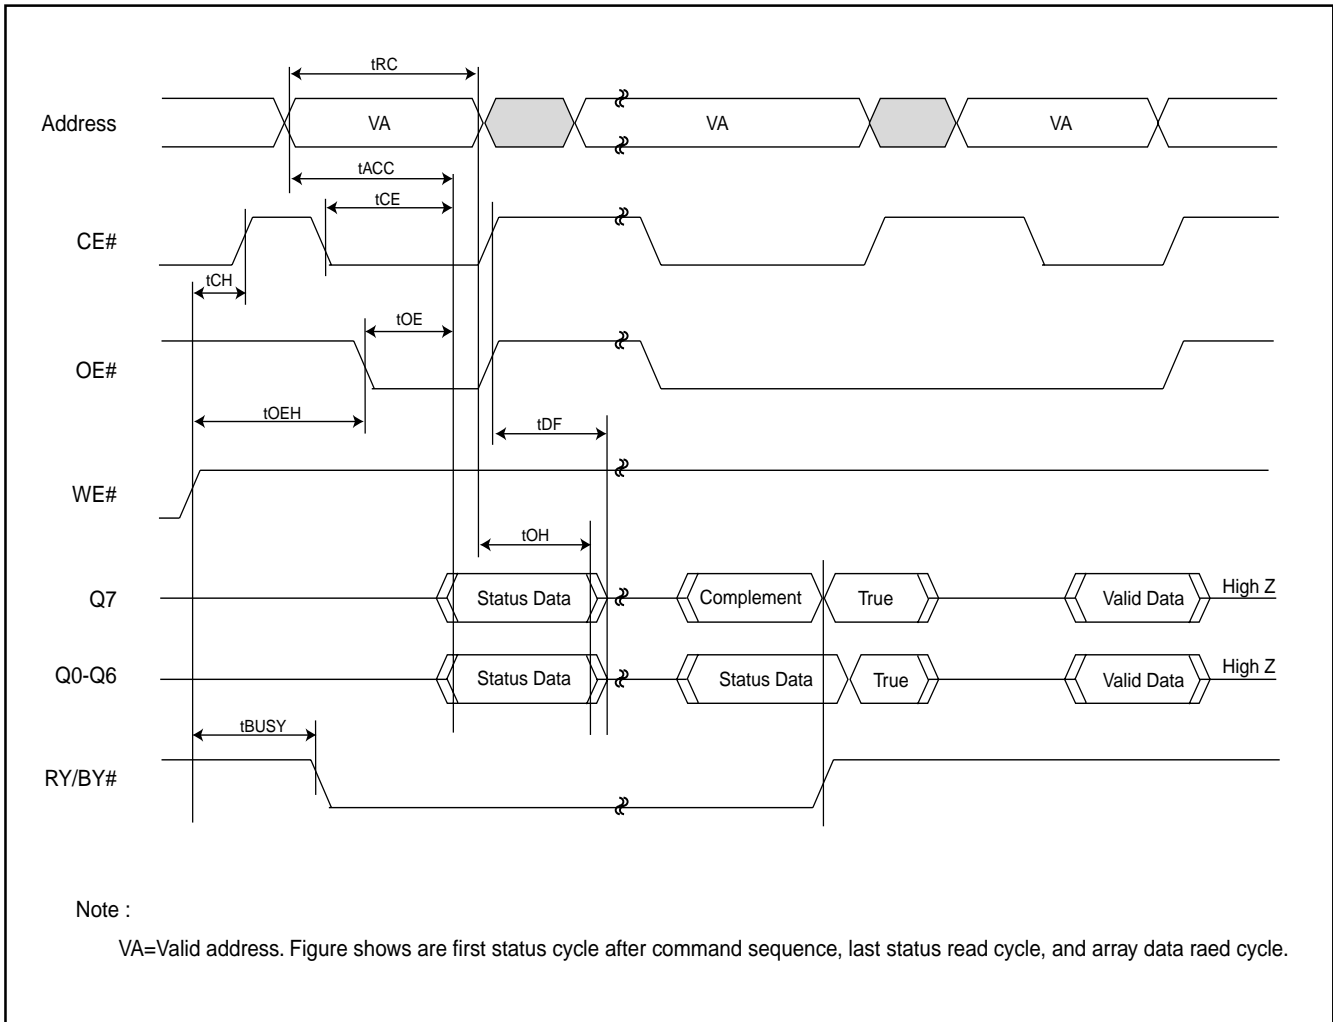 tRC
Address VA VA VA
tACC
tCE
CE#
tCH
tOE
OE#
tOEH
tDF
WE#
tOH
Q7 Status Data Complement True Valid Data High Z
Q0-Q6 Status Data Status Data True Valid Data High Z
tBUSY
RY/BY#
Note :
VA=Valid address. Figure shows are first status cycle after command sequence, last status read cycle, and array data raed cycle.